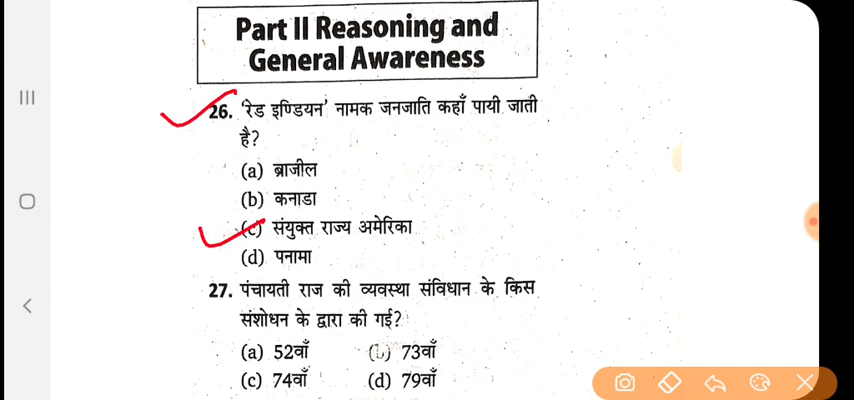 Part II Reasoning and
General Awareness
26. 'रेड इण्डियन' नामक जनजाति कहाँ पायी जाती
है?
(a) ब्राजील
(b) कनाडा
(c) संयुक्त राज्य अमेरिका
(d) पनामा
27. पंचायती राज की व्यवस्था संविधान के किस
संशोधन के द्वारा की गई?
(a) 52वाँ (b) 73वाँ
(c) 74वाँ (d) 79वाँ